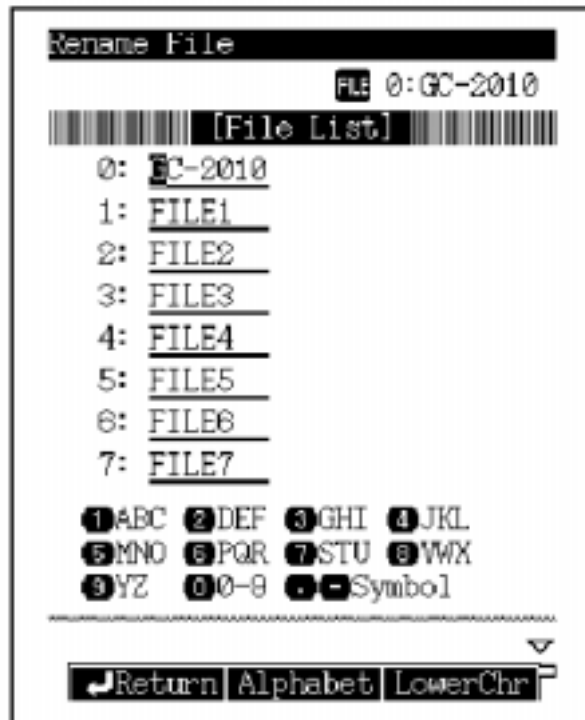 Rename File
FILE 0:GC-2010
[File List]
0: GC-2010
1: FILE1
2: FILE2
3: FILE3
4: FILE4
5: FILE5
6: FILE6
7: FILE7
1ABC 2DEF 3GHI 4JKL
5MNO 6PQR 7STU 8VWX
9YZ 00-9 .-Symbol
Return Alphabet LowerChr